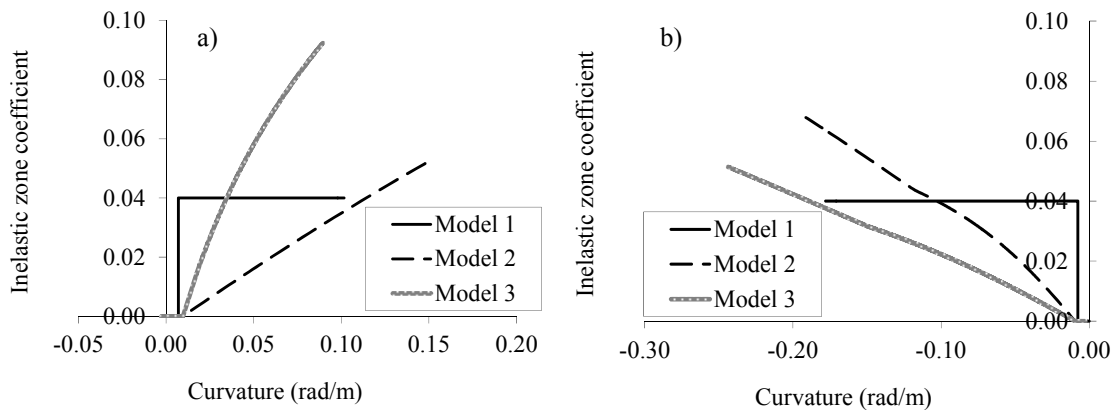 a)
Inelastic zone coefficient
0.10
0.08
0.06
0.04
0.02
0.00
-0.05 0.00 0.05 0.10 0.15 0.20
Curvature (rad/m)
Model 1
Model 2
Model 3
b)
Inelastic zone coefficient
0.10
0.08
0.06
0.04
0.02
0.00
-0.30 -0.20 -0.10 0.00
Curvature (rad/m)
Model 1
Model 2
Model 3